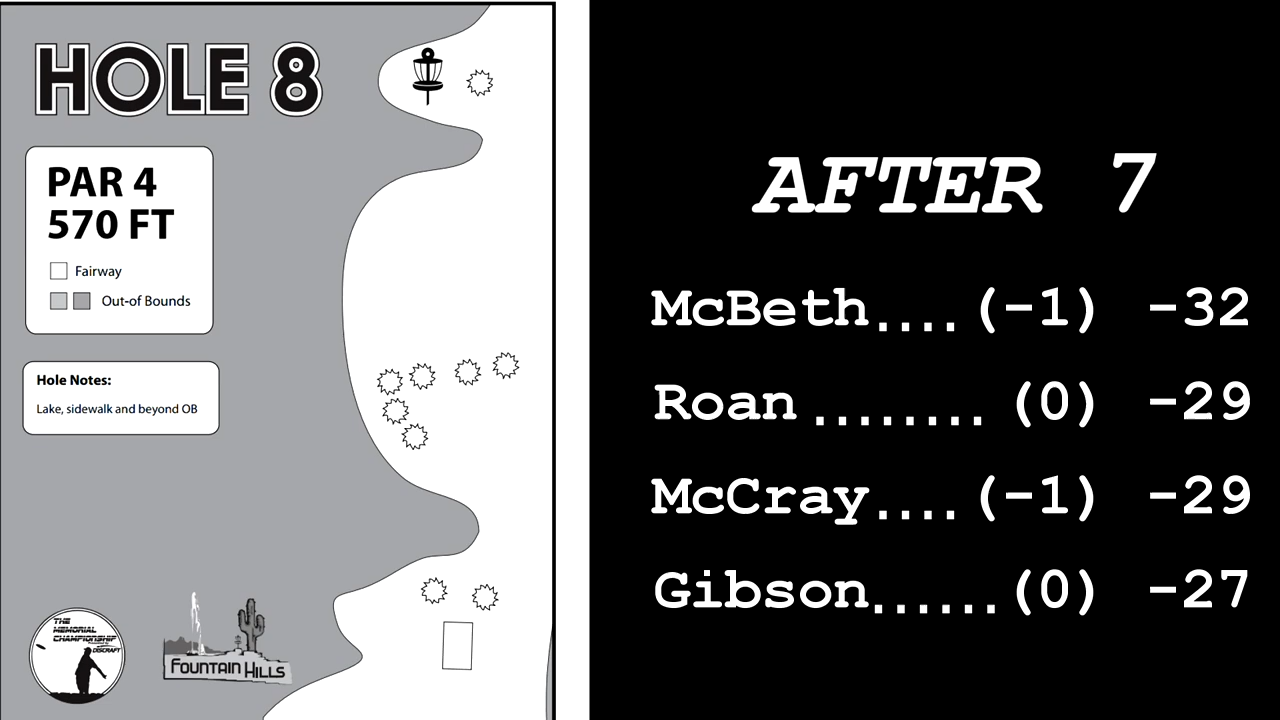 HOLE 8
PAR 4
570 FT
Fairway
Out-of Bounds
Hole Notes:
Lake, sidewalk and beyond OB
THE
MEMORIAL
CHAMPIONSHIP
DISCRAFT
FOUNTAIN HILLS
AFTER 7
McBeth....(-1) -32
Roan ........ (0) -29
McCray....(-1) -29
Gibson......(0) -27